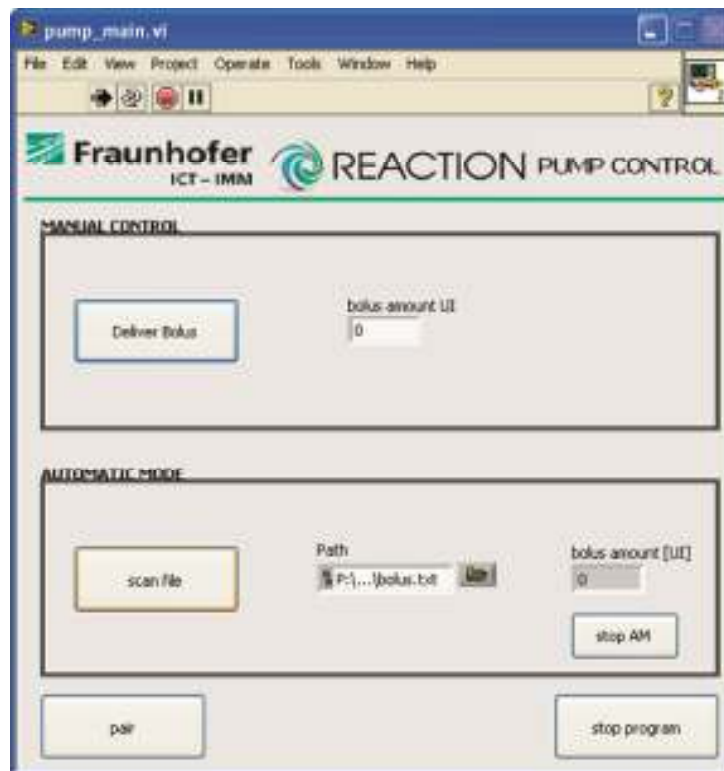 pump_main.vi
File Edit View Project Operate Tools Window Help
Fraunhofer
ICT – IMM
REACTION PUMP CONTROL
MANUAL CONTROL
Deliver Bolus
bolus amount UI
0
AUTOMATIC MODE
scan file
Path
P:\...\bolus.txt
bolus amount [UI]
0
stop AM
pair
stop program